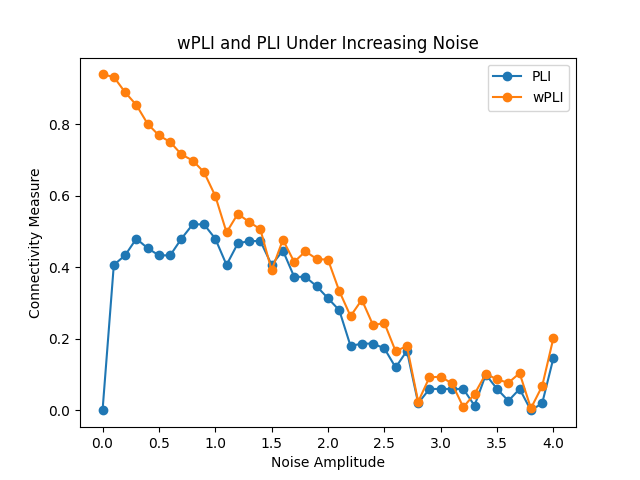 wPLI and PLI Under Increasing Noise
PLI
wPLI
Connectivity Measure
0.8
0.6
0.4
0.2
0.0
0.0 0.5 1.0 1.5 2.0 2.5 3.0 3.5 4.0
Noise Amplitude